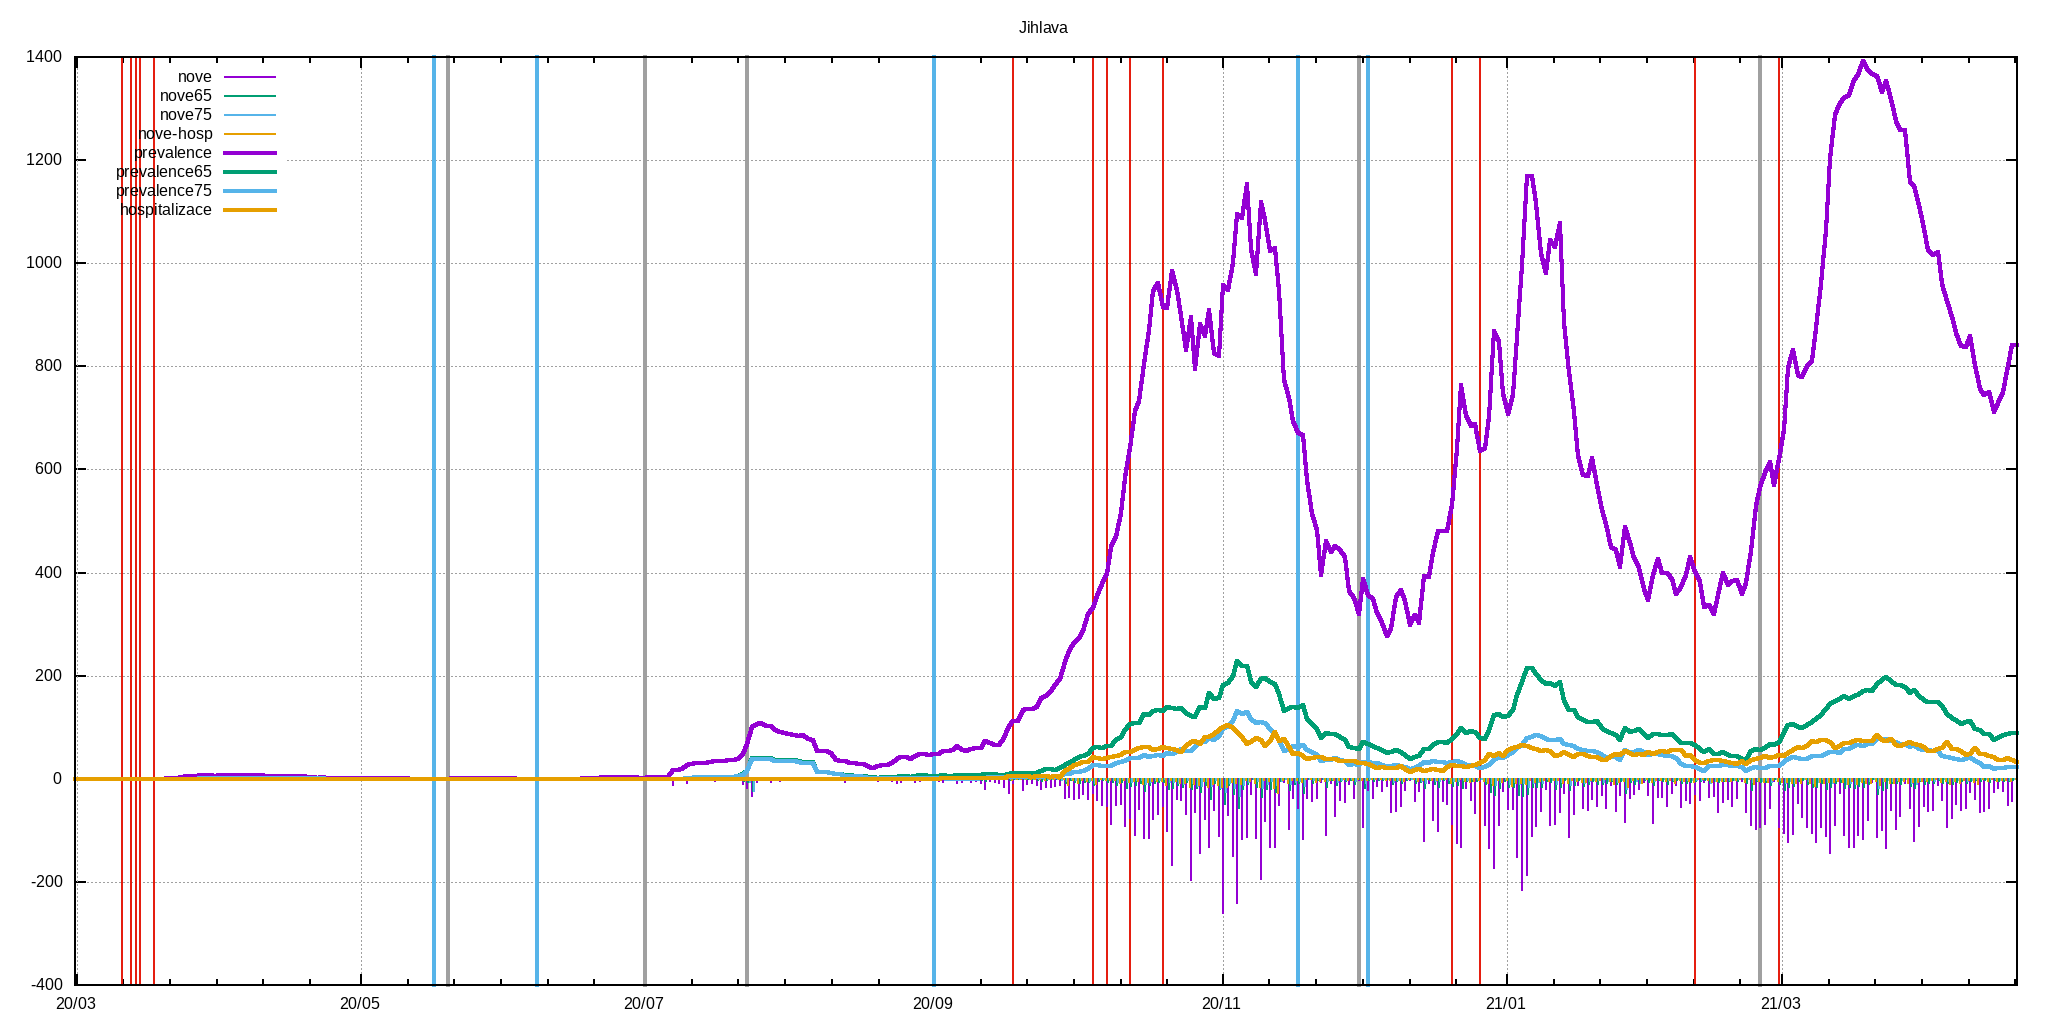 Jihlava
1400
1200
1000
800
600
400
200
0
-200
-400
nove
nove65
nove75
nove-hosp
prevalence
prevalence65
prevalence75
hospitalizace
20/03 20/05 20/07 20/09 20/11 21/01 21/03